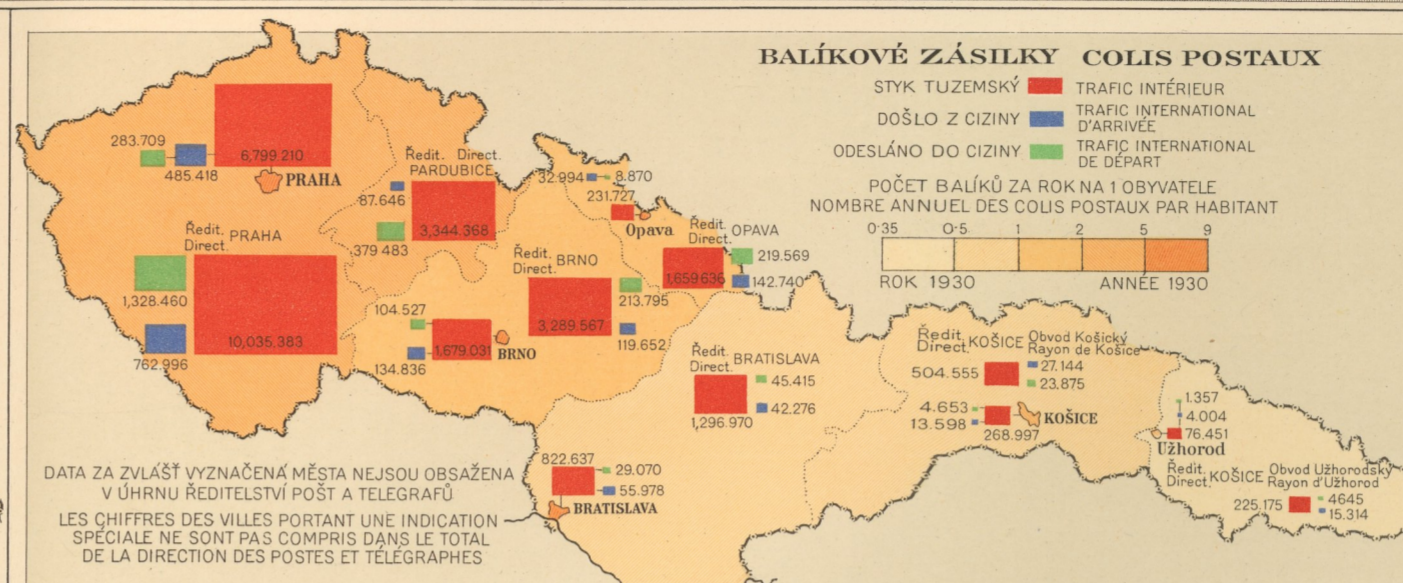 BALÍKOVÉ ZÁSILKY COLIS POSTAUX
STYK TUZEMSKÝ TRAFIC INTÉRIEUR
DOŠLO Z CIZINY TRAFIC INTERNATIONAL
D'ARRIVÉE
ODESLÁNO DO CIZINY TRAFIC INTERNATIONAL
DE DÉPART
POČET BALÍKŮ ZA ROK NA 1 OBYVATELE
NOMBRE ANNUEL DES COLIS POSTAUX PAR HABITANT
0·35 0·5 1 2 5 9
ROK 1930 ANNÉE 1930
283.709
485.418
6,799.210
PRAHA
Ředit. Direct.
PARDUBICE
87.646
3,344.368
379 483
Ředit.
Direct. PRAHA
1,328.460
10,035,383
762.996
32.994 8.870
231.727
Opava
Ředit.
Direct. OPAVA
219.569
1,659 636
142.740
Ředit.
Direct. BRNO
213.795
3,289.567
119.652
104.527
1,679.031
BRNO
134.836
Ředit.
Direct. BRATISLAVA
45.415
42.276
1,296.970
822.637
29.070
55.978
BRATISLAVA
Ředit.
Direct. KOŠICE Obvod Košický
Rayon de Košice
504.555
27.144
23.875
4.653
13.598
268.997
KOŠICE
1.357
4.004
76.451
Užhorod
Ředit.
Direct. KOŠICE Obvod Užhorodský
Rayon d'Užhorod
225.175
4645
15.314
DATA ZA ZVLÁŠŤ VYZNAČENÁ MĚSTA NEJSOU OBSAŽENA
V ÚHRNU ŘEDITELSTVÍ POŠT A TELEGRAFŮ
LES CHIFFRES DES VILLES PORTANT UNE INDICATION
SPÉCIALE NE SONT PAS COMPRIS DANS LE TOTAL
DE LA DIRECTION DES POSTES ET TÉLÉGRAPHES